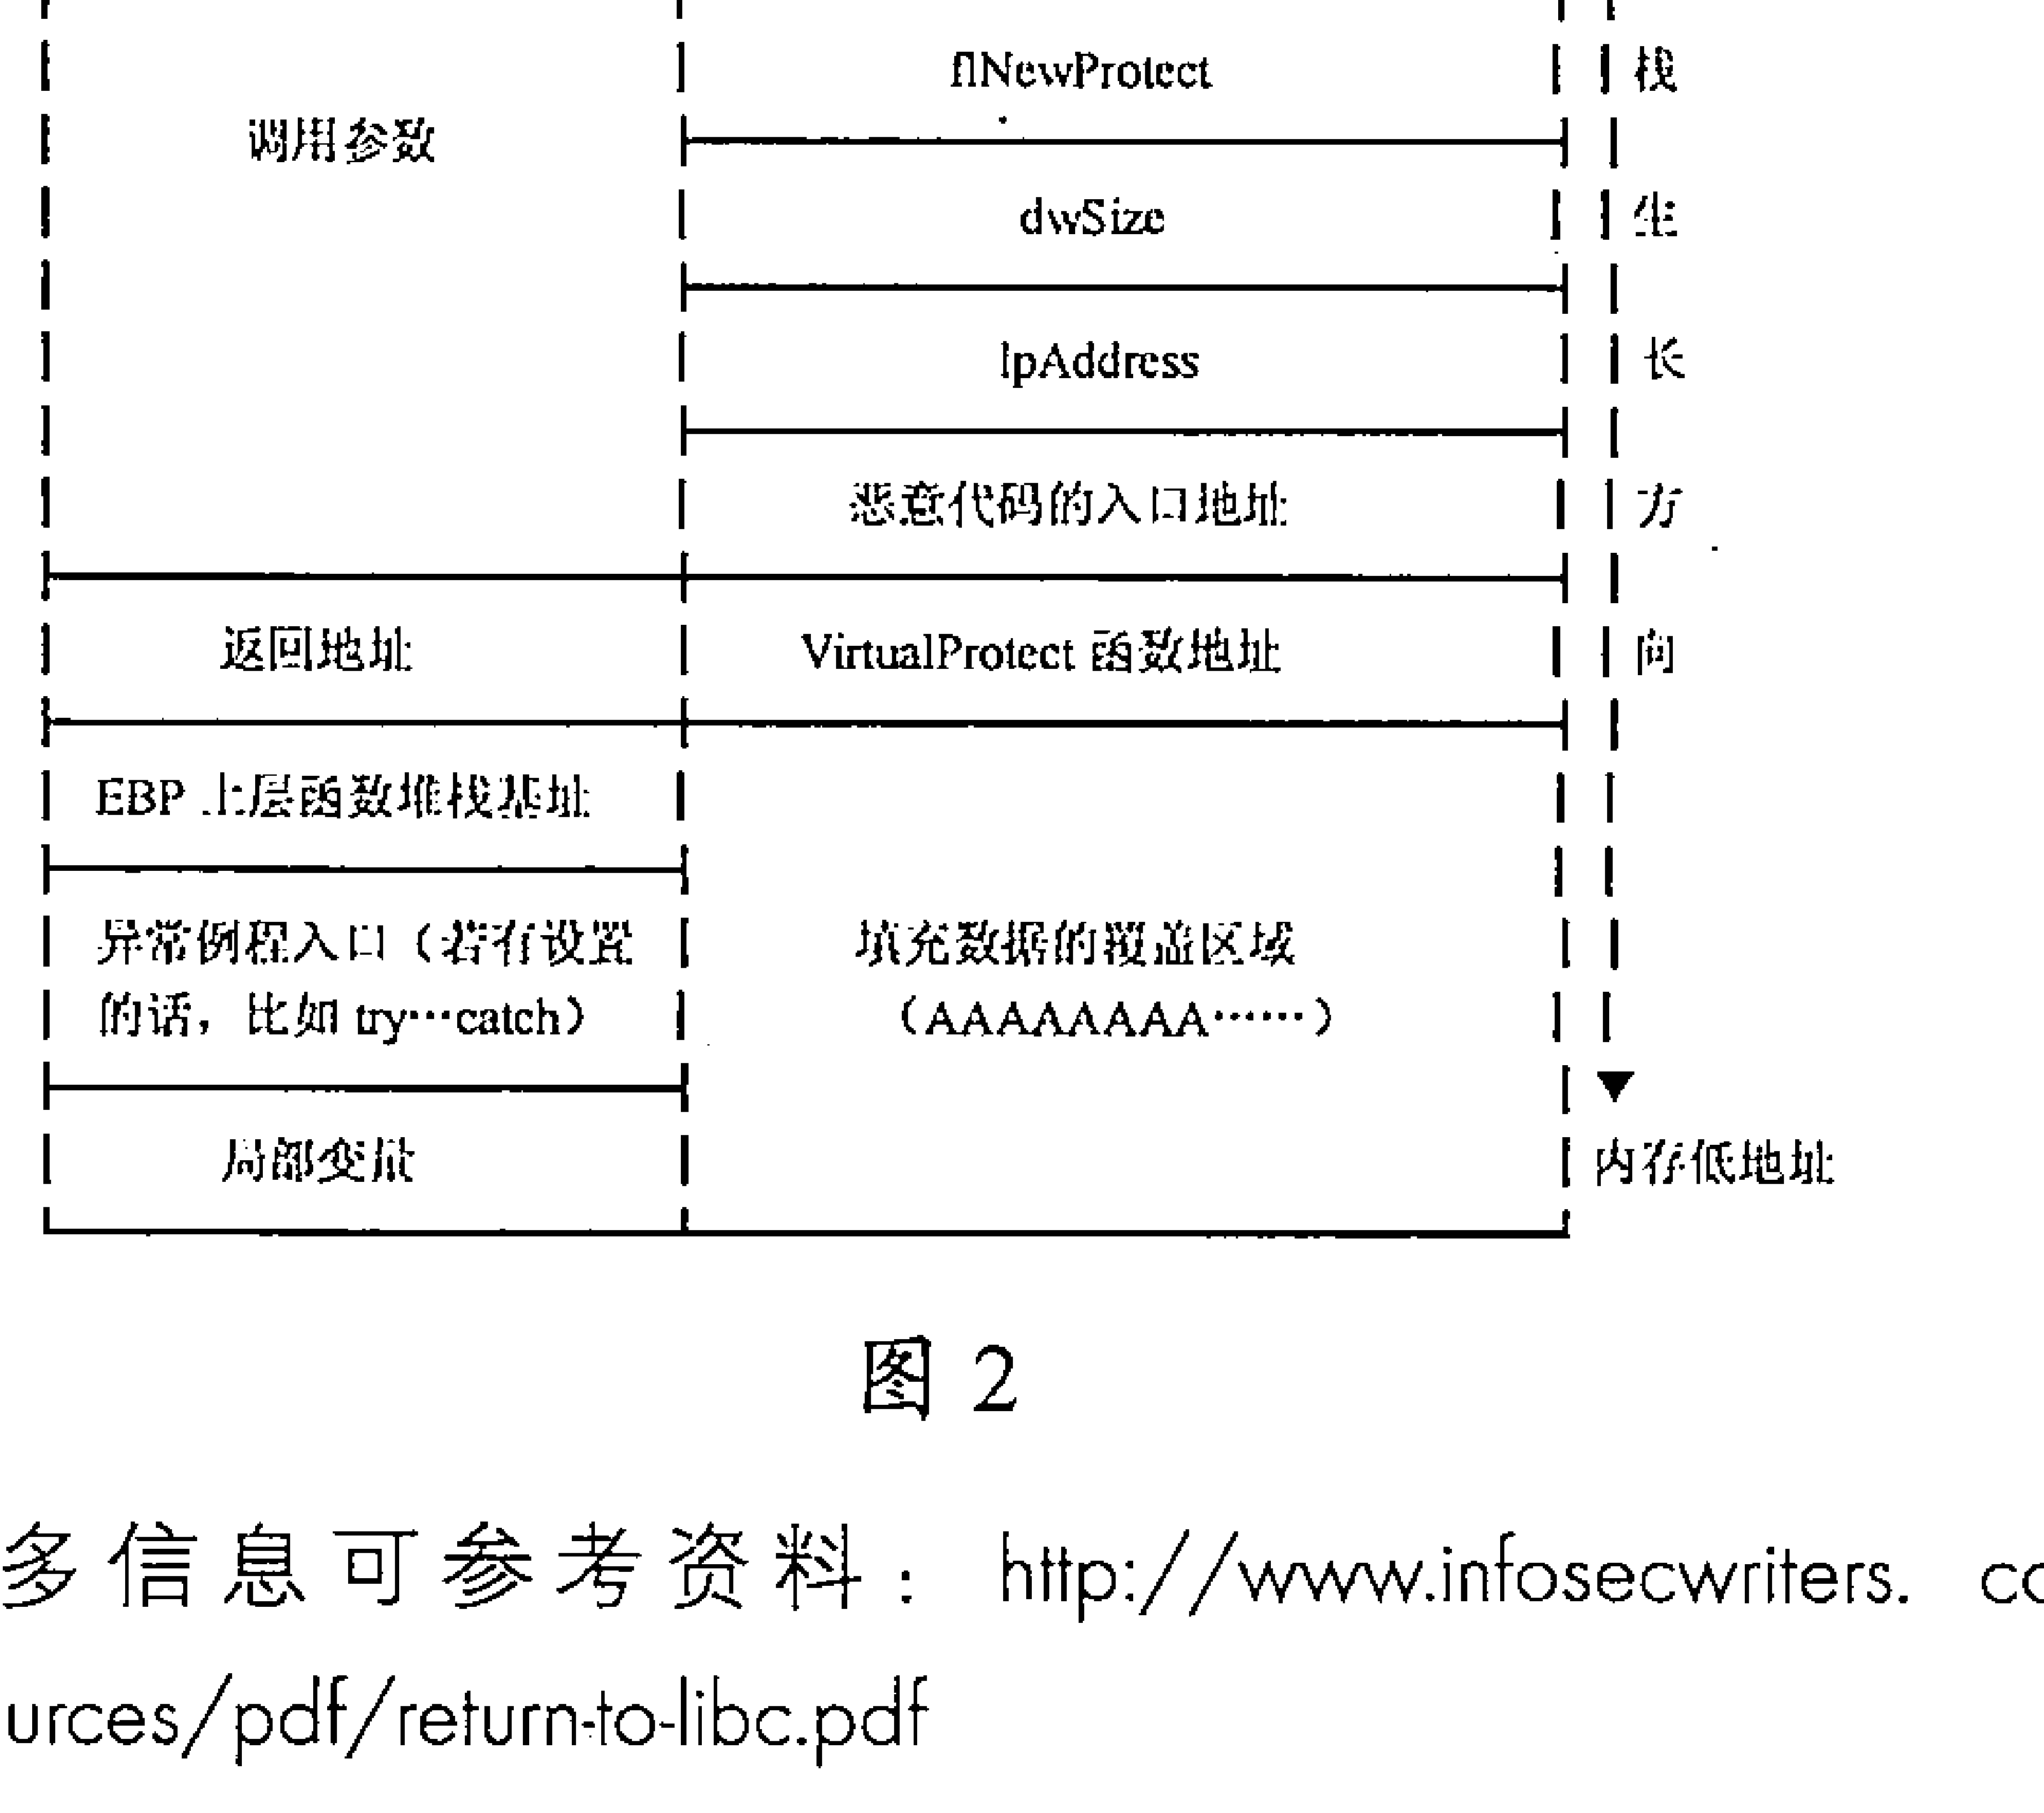 flNewProtect
栈
调用参数
dwSize
生
lpAddress
长
恶意代码的入口地址
方
返回地址
VirtualProtect 函数地址
向
EBP 上层函数堆栈基址
异常例程入口（若有设置
的话，比如 try…catch）
填充数据的覆盖区域
（AAAAAAAA……）
局部变量
内存低地址
图 2
多信息可参考资料：http://www.infosecwriters. co
urces/pdf/return-to-libc.pdf